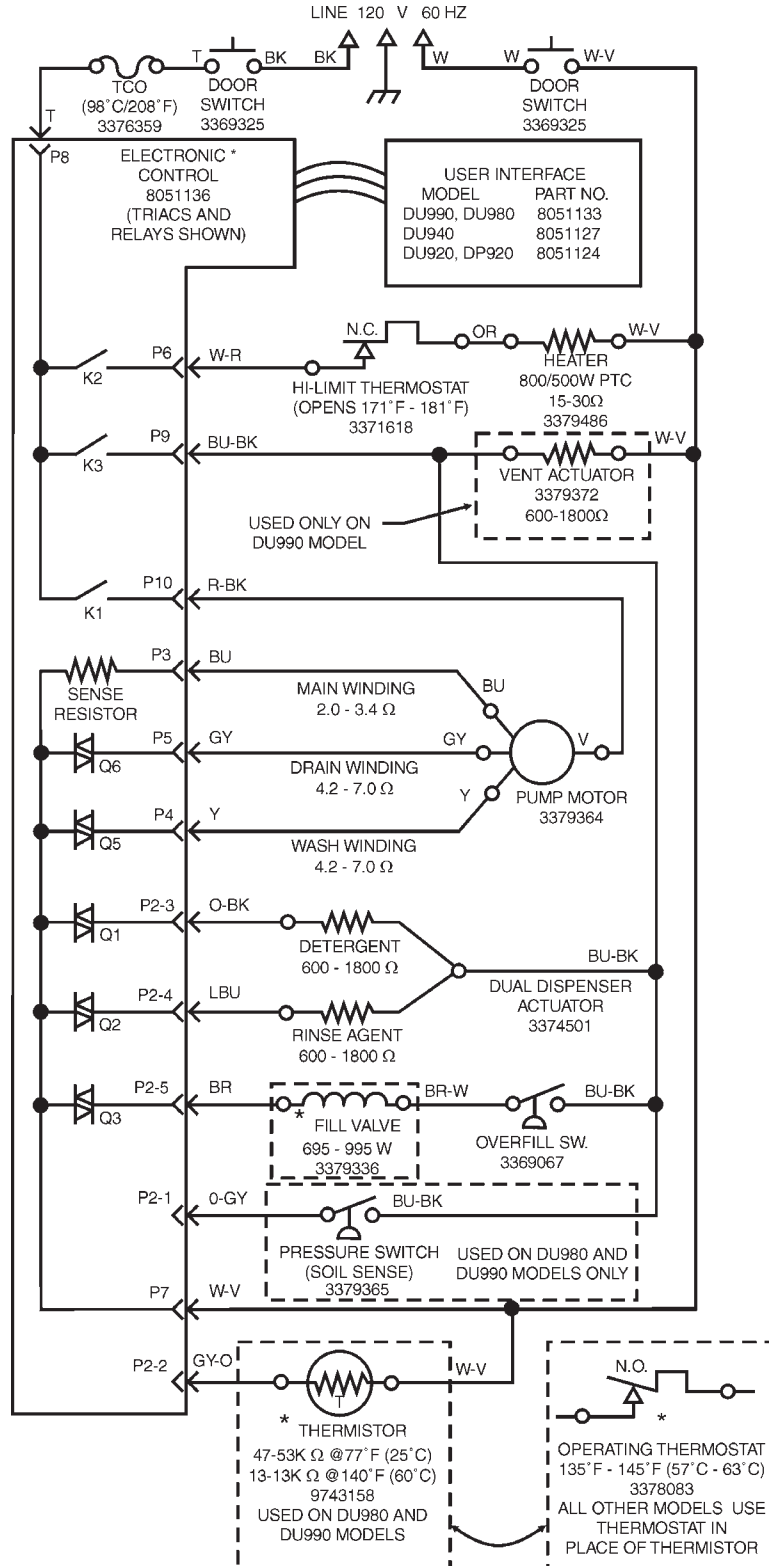 LINE 120 V 60 HZ
T BK BK W W W-V
TCO
(98°C/208°F)
3376359
DOOR
SWITCH
3369325
DOOR
SWITCH
3369325
T
P8
ELECTRONIC *
CONTROL
8051136
(TRIACS AND
RELAYS SHOWN)
USER INTERFACE
MODEL PART NO.
DU990, DU980 8051133
DU940 8051127
DU920, DP920 8051124
K2 P6 W-R N.C. OR W-V
HI-LIMIT THERMOSTAT
(OPENS 171°F - 181°F)
3371618
HEATER
800/500W PTC
15-30Ω
3379486
K3 P9 BU-BK W-V
VENT ACTUATOR
3379372
600-1800Ω
USED ONLY ON
DU990 MODEL
K1 P10 R-BK
SENSE
RESISTOR
P3 BU BU
MAIN WINDING
2.0 - 3.4 Ω
Q6 P5 GY GY V
DRAIN WINDING
4.2 - 7.0 Ω
PUMP MOTOR
3379364
Q5 P4 Y Y
WASH WINDING
4.2 - 7.0 Ω
Q1 P2-3 O-BK
DETERGENT
600 - 1800 Ω
BU-BK
DUAL DISPENSER
ACTUATOR
3374501
Q2 P2-4 LBU
RINSE AGENT
600 - 1800 Ω
Q3 P2-5 BR BR-W BU-BK
* FILL VALVE
695 - 995 W
3379336
OVERFILL SW.
3369067
P2-1 0-GY BU-BK
PRESSURE SWITCH
(SOIL SENSE)
3379365
USED ON DU980 AND
DU990 MODELS ONLY
P7 W-V
P2-2 GY-O T W-V
* THERMISTOR
47-53K Ω @77°F (25°C)
13-13K Ω @140°F (60°C)
9743158
USED ON DU980 AND
DU990 MODELS
N.O.
*
OPERATING THERMOSTAT
135°F - 145°F (57°C - 63°C)
3378083
ALL OTHER MODELS USE
THERMOSTAT IN
PLACE OF THERMISTOR